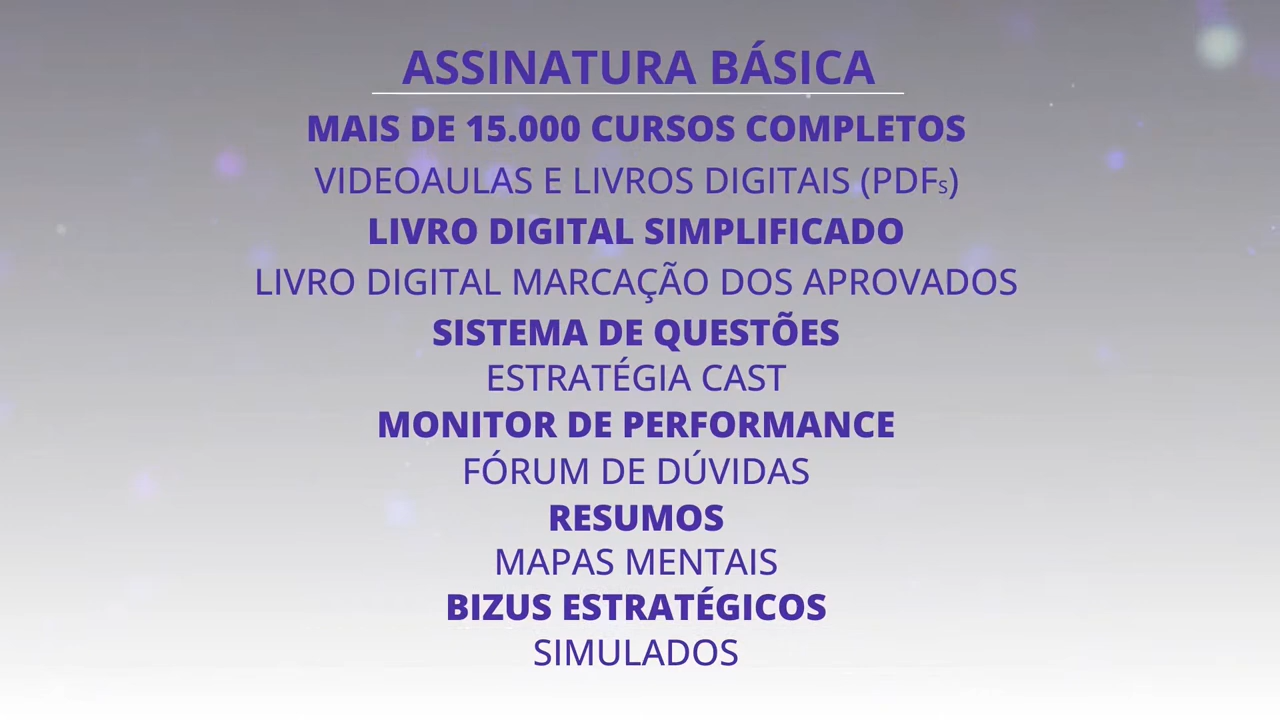 ASSINATURA BÁSICA
MAIS DE 15.000 CURSOS COMPLETOS
VIDEOAULAS E LIVROS DIGITAIS (PDFs)
LIVRO DIGITAL SIMPLIFICADO
LIVRO DIGITAL MARCAÇÃO DOS APROVADOS
SISTEMA DE QUESTÕES
ESTRATÉGIA CAST
MONITOR DE PERFORMANCE
FÓRUM DE DÚVIDAS
RESUMOS
MAPAS MENTAIS
BIZUS ESTRATÉGICOS
SIMULADOS